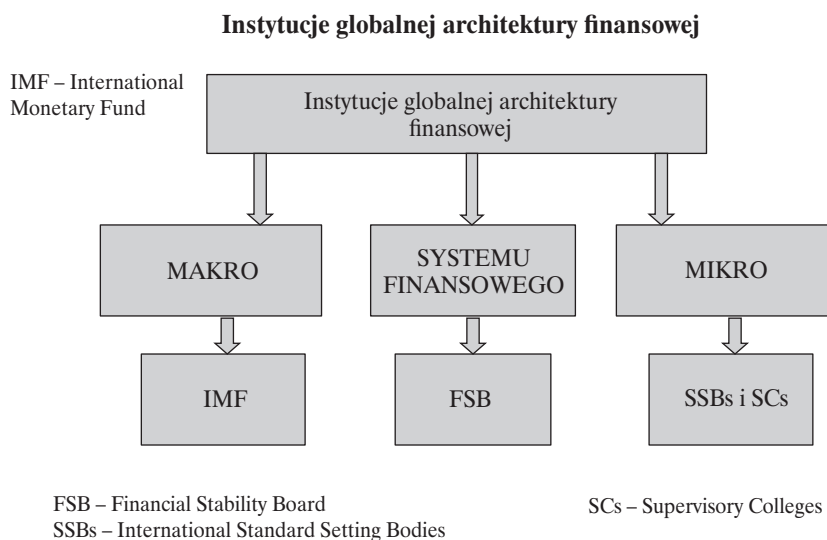 Instytucje globalnej architektury finansowej
IMF – International
Monetary Fund
Instytucje globalnej architektury
finansowej
MAKRO
SYSTEMU
FINANSOWEGO
MIKRO
IMF
FSB
SSBs i SCs
FSB – Financial Stability Board
SSBs – International Standard Setting Bodies
SCs – Supervisory Colleges